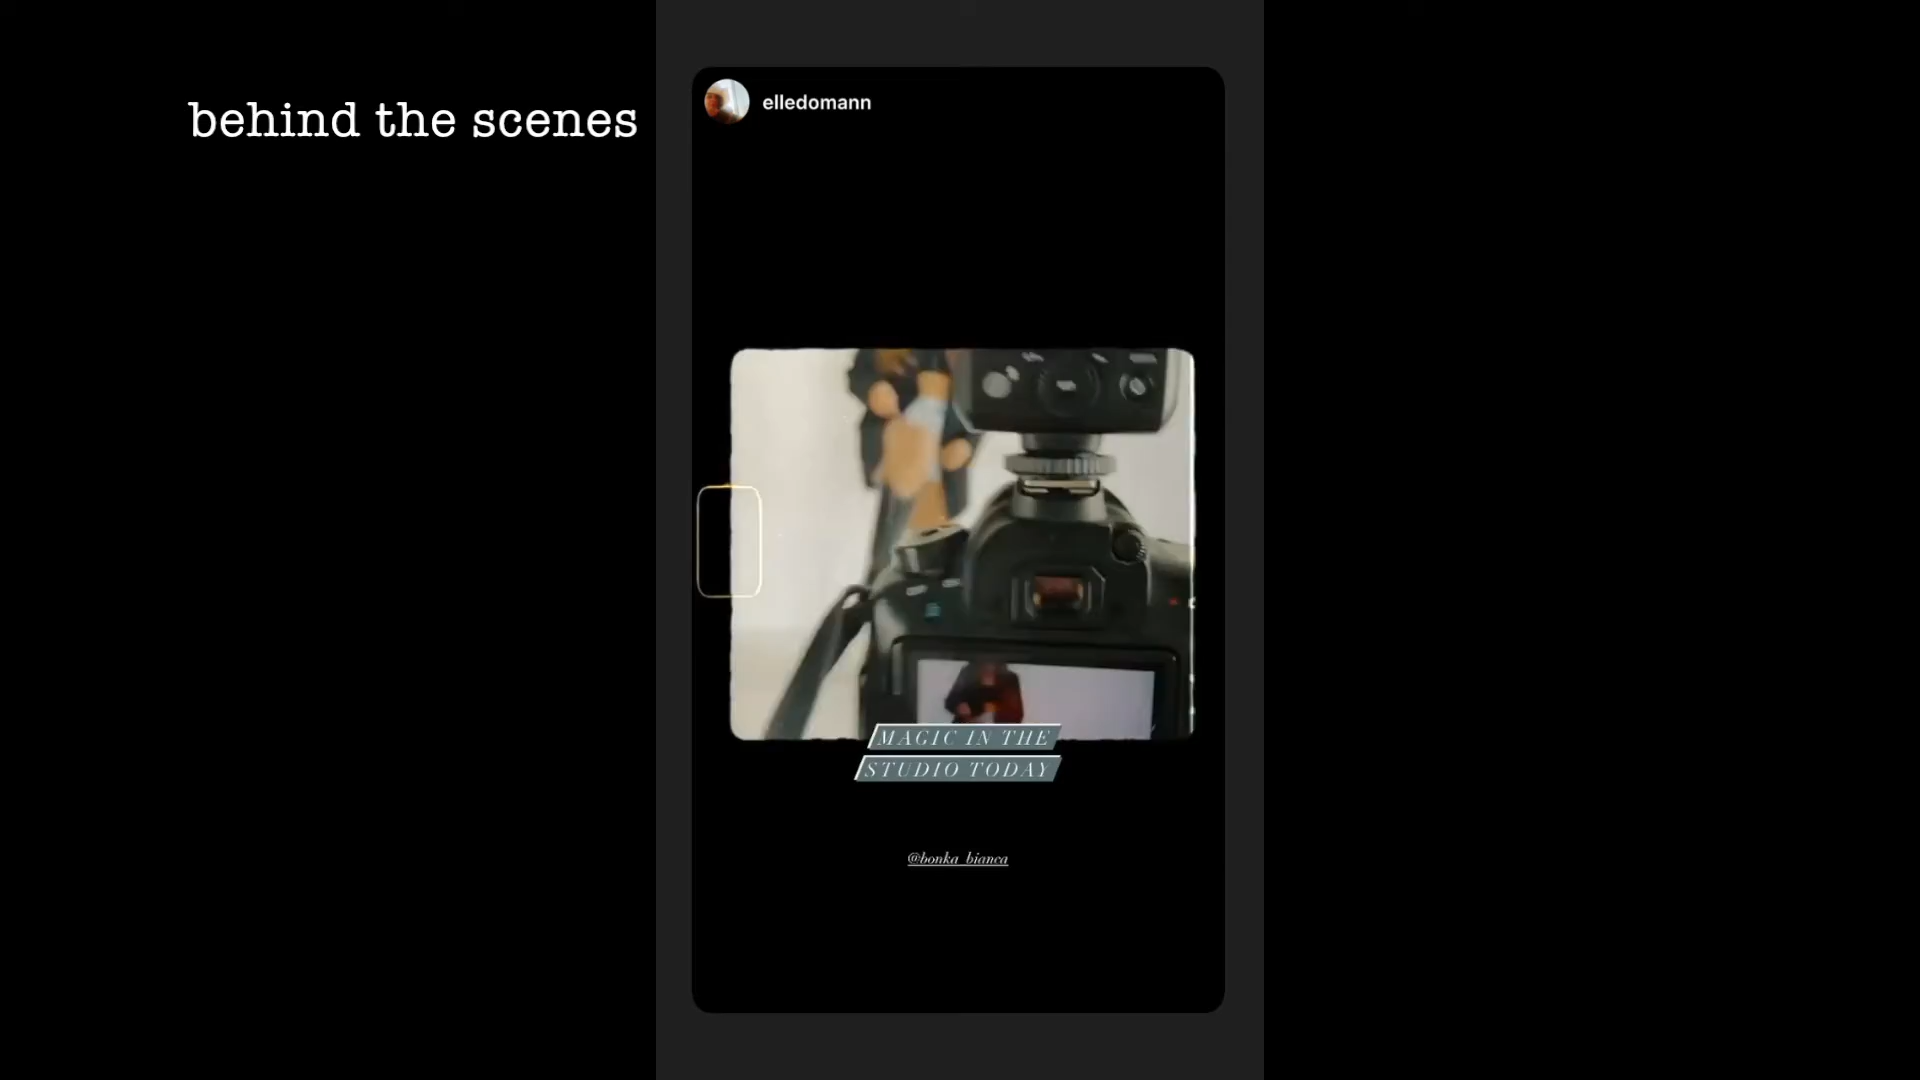 behind the scenes
elledomann
MAGIC IN THE
STUDIO TODAY
@bonka_bianca